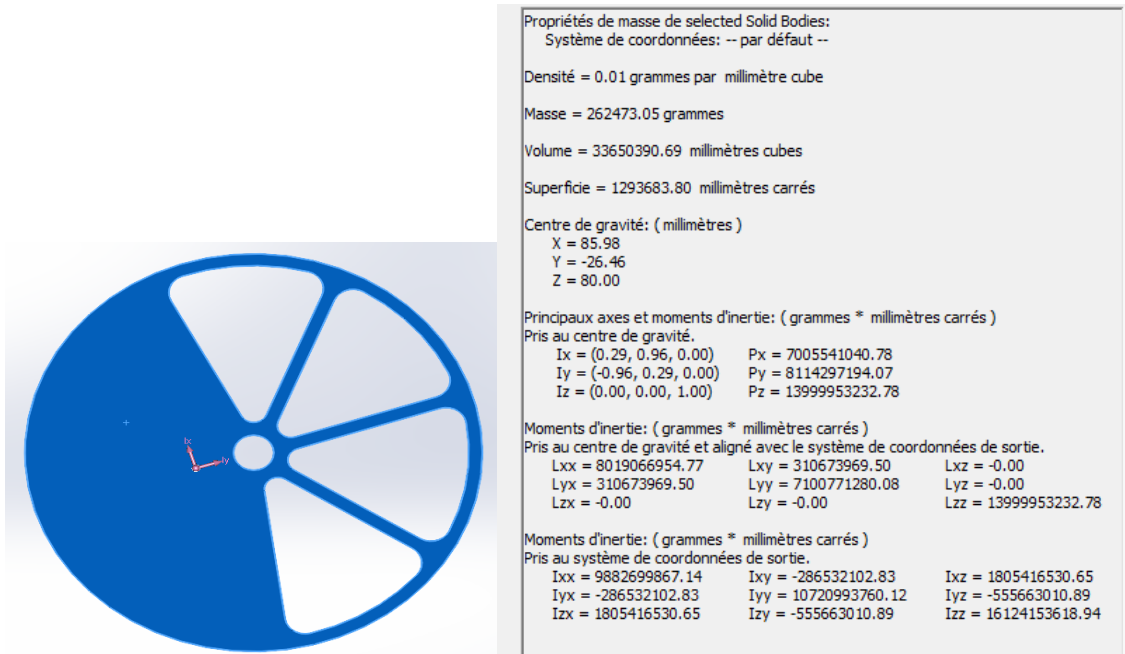 Propriétés de masse de selected Solid Bodies:
Système de coordonnées: -- par défaut --
Densité = 0.01 grammes par millimètre cube
Masse = 262473.05 grammes
Volume = 33650390.69 millimètres cubes
Superficie = 1293683.80 millimètres carrés
Centre de gravité: ( millimètres )
X = 85.98
Y = -26.46
Z = 80.00
Principaux axes et moments d'inertie: ( grammes * millimètres carrés )
Pris au centre de gravité.
Ix = (0.29, 0.96, 0.00) Px = 7005541040.78
Iy = (-0.96, 0.29, 0.00) Py = 8114297194.07
Iz = (0.00, 0.00, 1.00) Pz = 13999953232.78
Moments d'inertie: ( grammes * millimètres carrés )
Pris au centre de gravité et aligné avec le système de coordonnées de sortie.
Lxx = 8019066954.77 Lxy = 310673969.50 Lxz = -0.00
Lyx = 310673969.50 Lyy = 7100771280.08 Lyz = -0.00
Lzx = -0.00 Lzy = -0.00 Lzz = 13999953232.78
Moments d'inertie: ( grammes * millimètres carrés )
Pris au système de coordonnées de sortie.
Ixx = 9882699867.14 Ixy = -286532102.83 Ixz = 1805416530.65
Iyx = -286532102.83 Iyy = 10720993760.12 Iyz = -555663010.89
Izx = 1805416530.65 Izy = -555663010.89 Izz = 16124153618.94
Ix
Iy